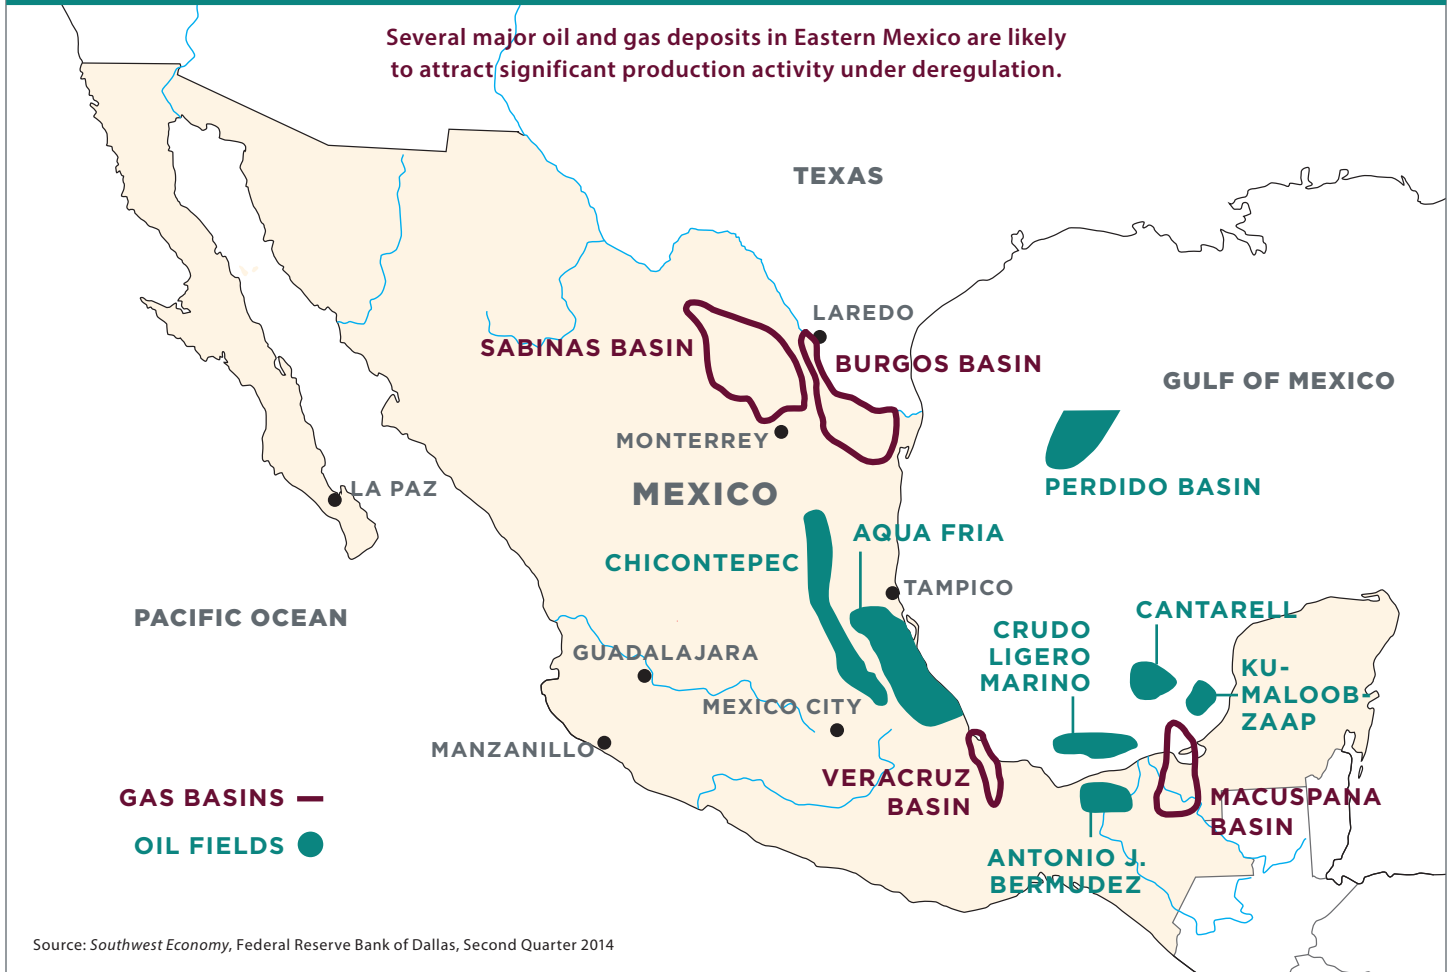 Several major oil and gas deposits in Eastern Mexico are likely
to attract significant production activity under deregulation.
TEXAS
LAREDO
SABINAS BASIN
BURGOS BASIN
GULF OF MEXICO
MONTERREY
LA PAZ
MEXICO
PERDIDO BASIN
AQUA FRIA
CHICONTEPEC
TAMPICO
PACIFIC OCEAN
CANTARELL
CRUDO
LIGERO
MARINO
GUADALAJARA
KU-
MALOOB-
ZAAP
MEXICO CITY
MANZANILLO
VERACRUZ
BASIN
GAS BASINS
MACUSPANA
BASIN
OIL FIELDS
ANTONIO J.
BERMUDEZ
Source: Southwest Economy, Federal Reserve Bank of Dallas, Second Quarter 2014